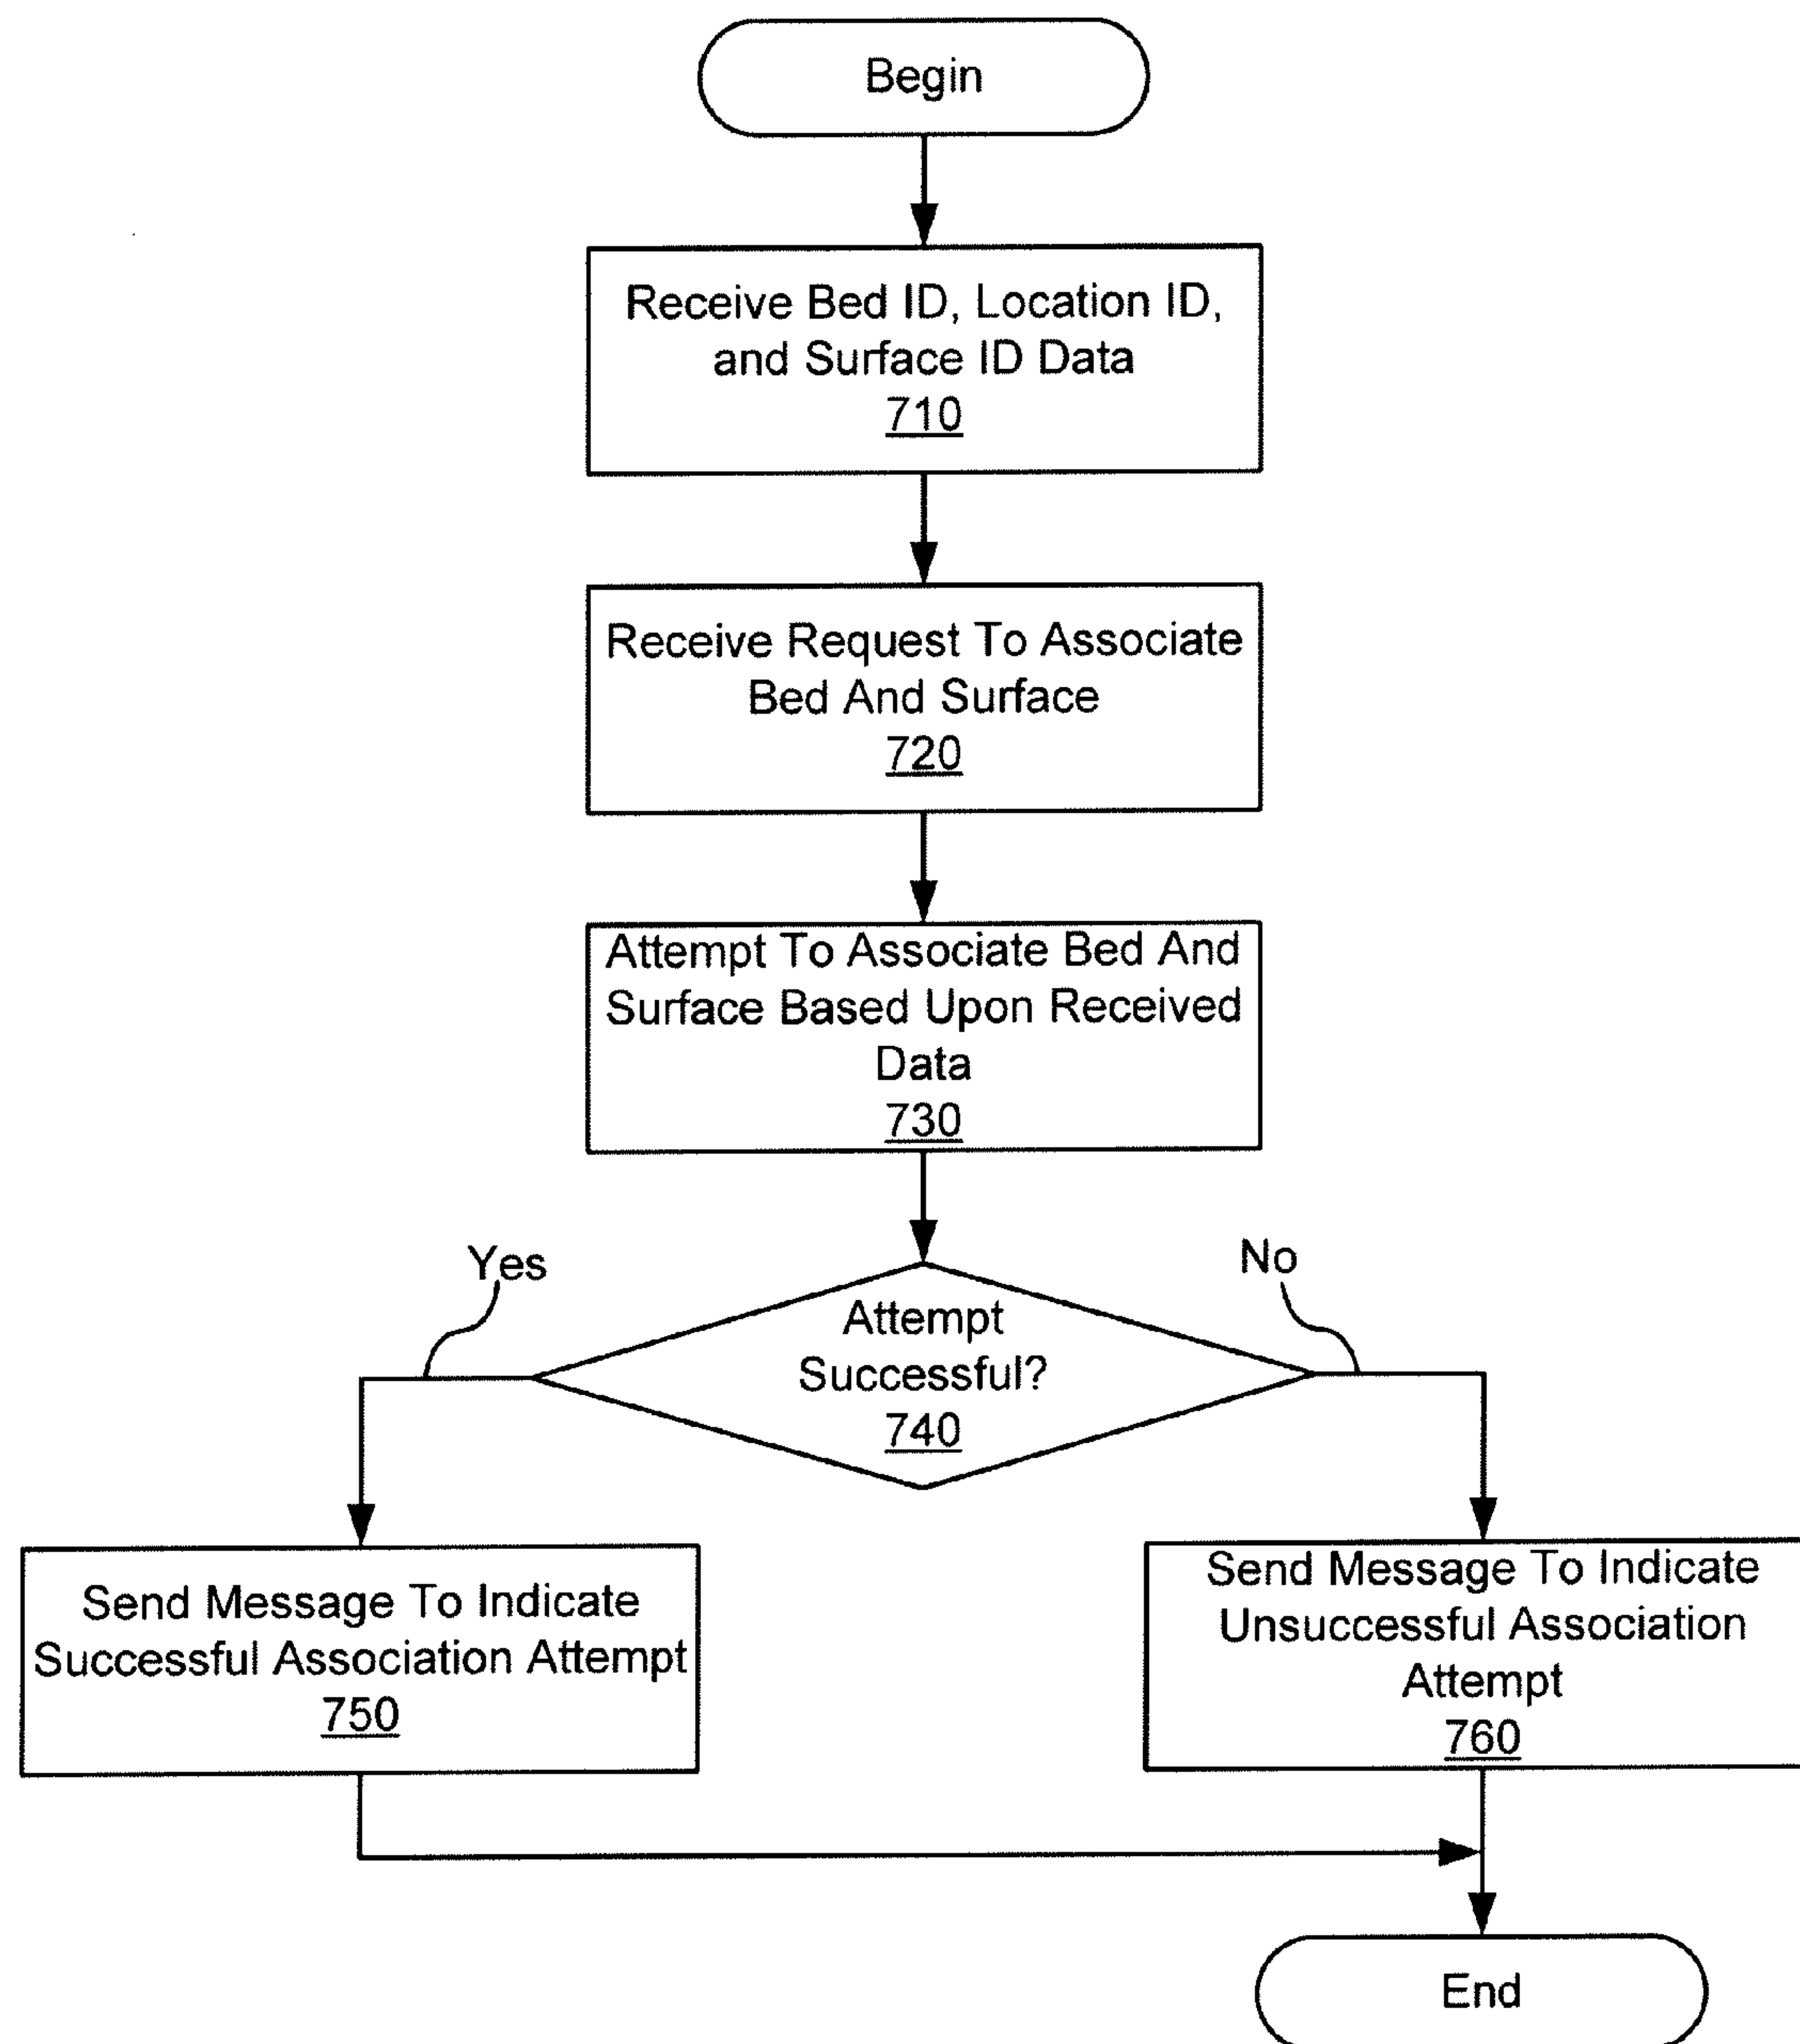 Begin
Receive Bed ID, Location ID,
and Surface ID Data
710
Receive Request To Associate
Bed And Surface
720
Attempt To Associate Bed And
Surface Based Upon Received
Data
730
Yes
No
Attempt
Successful?
740
Send Message To Indicate
Successful Association Attempt
750
Send Message To Indicate
Unsuccessful Association
Attempt
760
End